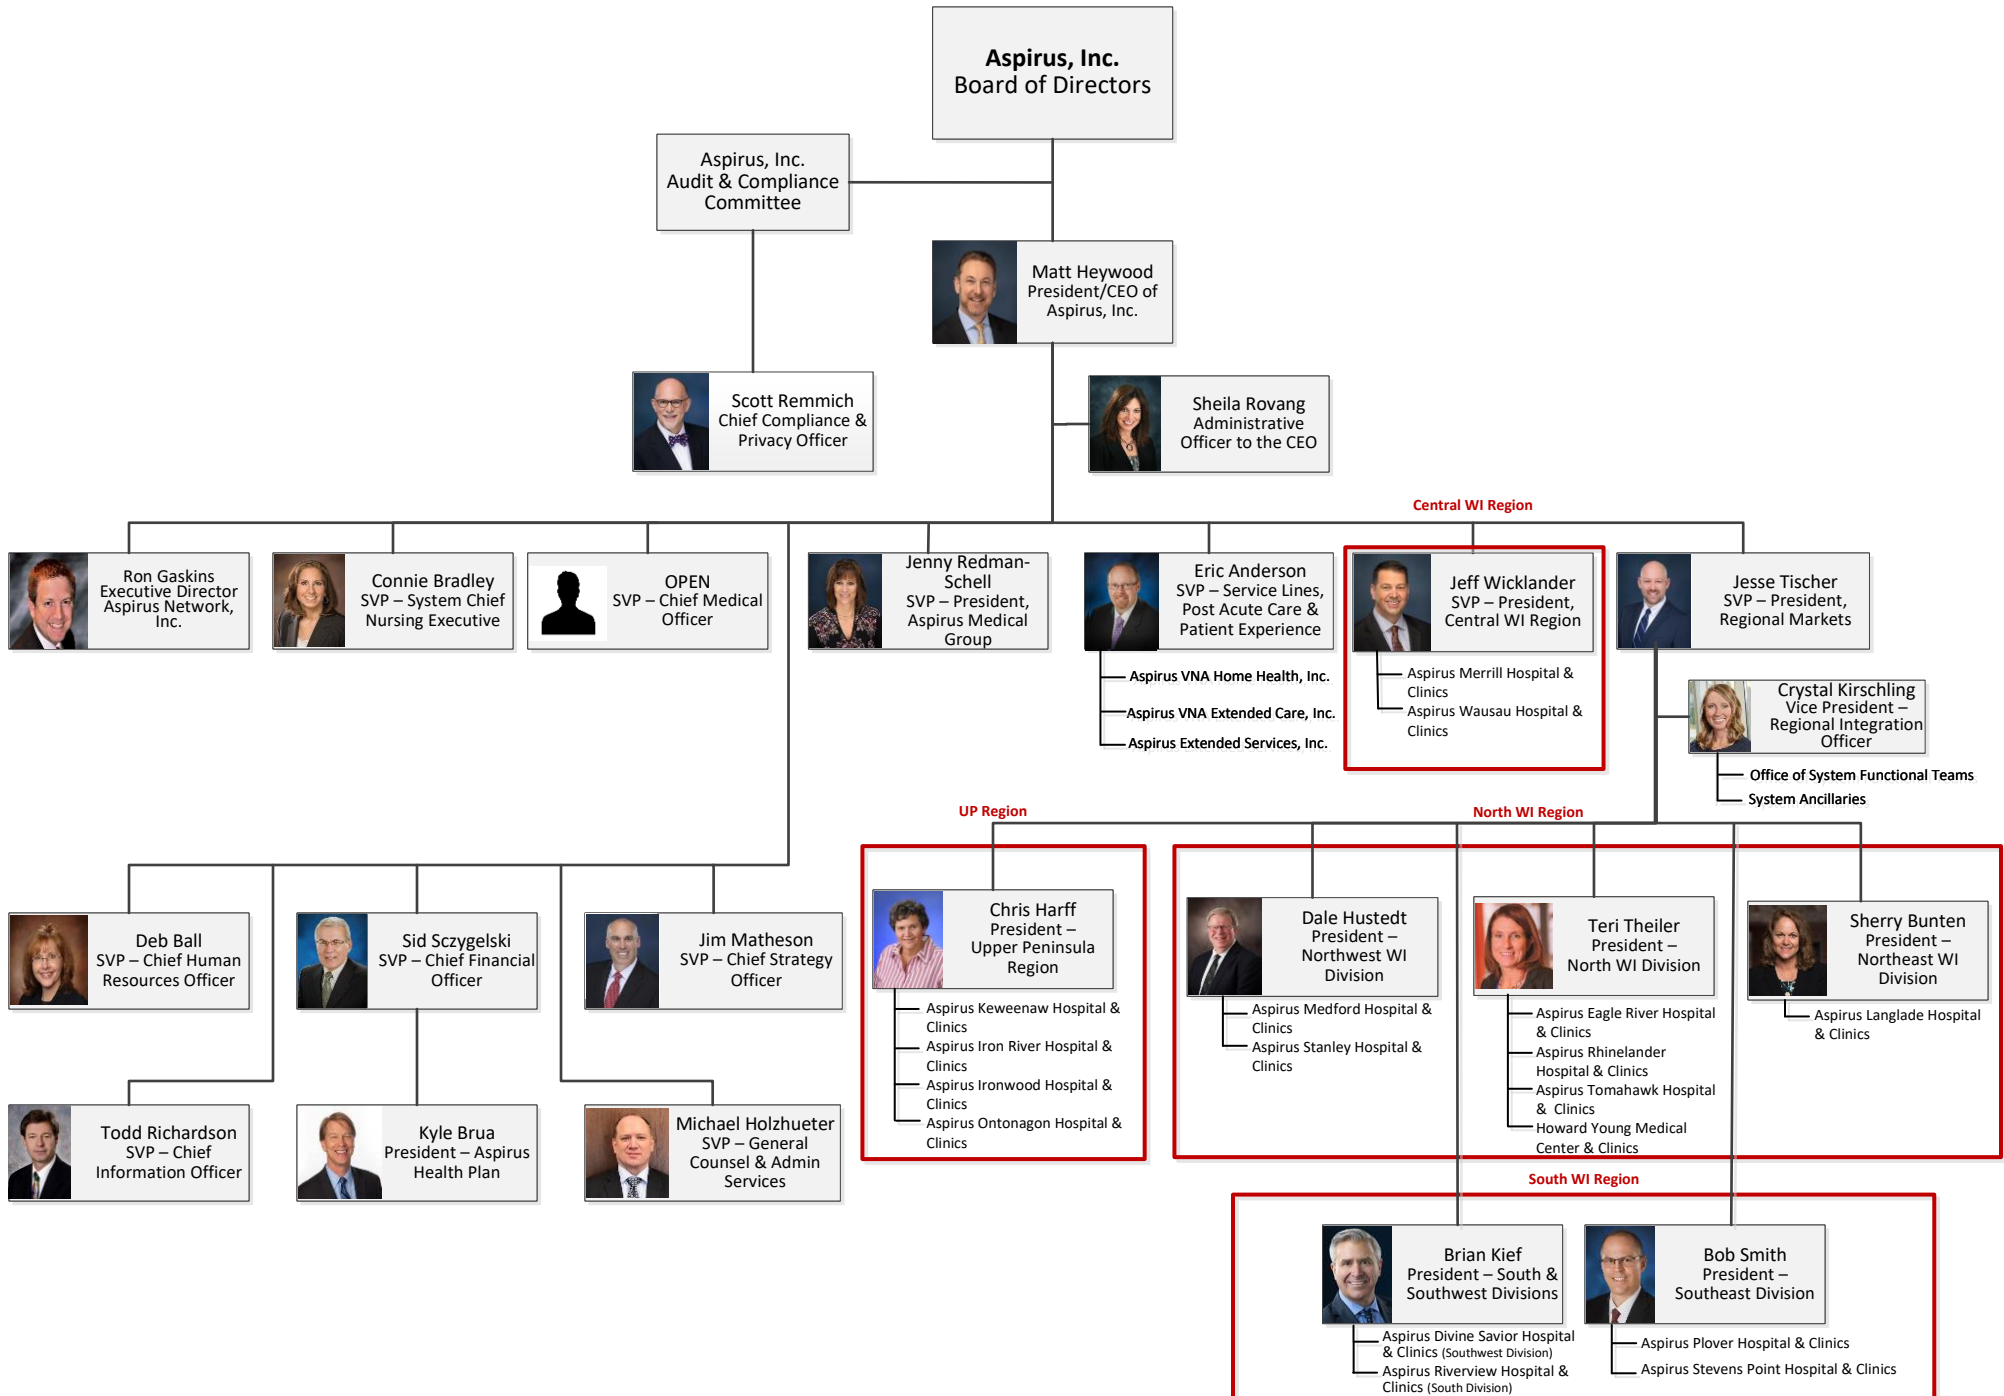 Aspirus, Inc.
Board of Directors
Aspirus, Inc.
Audit & Compliance
Committee
Matt Heywood
President/CEO of
Aspirus, Inc.
Scott Remmich
Chief Compliance &
Privacy Officer
Sheila Rovang
Administrative
Officer to the CEO
Central WI Region
Ron Gaskins
Executive Director
Aspirus Network,
Inc.
Connie Bradley
SVP – System Chief
Nursing Executive
OPEN
SVP – Chief Medical
Officer
Jenny Redman-
Schell
SVP – President,
Aspirus Medical
Group
Eric Anderson
SVP – Service Lines,
Post Acute Care &
Patient Experience
Aspirus VNA Home Health, Inc.
Aspirus VNA Extended Care, Inc.
Aspirus Extended Services, Inc.
Jeff Wicklander
SVP – President,
Central WI Region
Aspirus Merrill Hospital &
Clinics
Aspirus Wausau Hospital &
Clinics
Jesse Tischer
SVP – President,
Regional Markets
Crystal Kirschling
Vice President –
Regional Integration
Officer
Office of System Functional Teams
System Ancillaries
Deb Ball
SVP – Chief Human
Resources Officer
Sid Sczygelski
SVP – Chief Financial
Officer
Jim Matheson
SVP – Chief Strategy
Officer
Todd Richardson
SVP – Chief
Information Officer
Kyle Brua
President – Aspirus
Health Plan
Michael Holzhueter
SVP – General
Counsel & Admin
Services
UP Region
Chris Harff
President –
Upper Peninsula
Region
Aspirus Keweenaw Hospital &
Clinics
Aspirus Iron River Hospital &
Clinics
Aspirus Ironwood Hospital &
Clinics
Aspirus Ontonagon Hospital &
Clinics
North WI Region
Dale Hustedt
President –
Northwest WI
Division
Aspirus Medford Hospital &
Clinics
Aspirus Stanley Hospital &
Clinics
Teri Theiler
President –
North WI Division
Aspirus Eagle River Hospital
& Clinics
Aspirus Rhinelander
Hospital & Clinics
Aspirus Tomahawk Hospital
& Clinics
Howard Young Medical
Center & Clinics
Sherry Bunten
President –
Northeast WI
Division
Aspirus Langlade Hospital
& Clinics
South WI Region
Brian Kief
President – South &
Southwest Divisions
Aspirus Divine Savior Hospital
& Clinics (Southwest Division)
Aspirus Riverview Hospital &
Clinics (South Division)
Bob Smith
President –
Southeast Division
Aspirus Plover Hospital & Clinics
Aspirus Stevens Point Hospital & Clinics